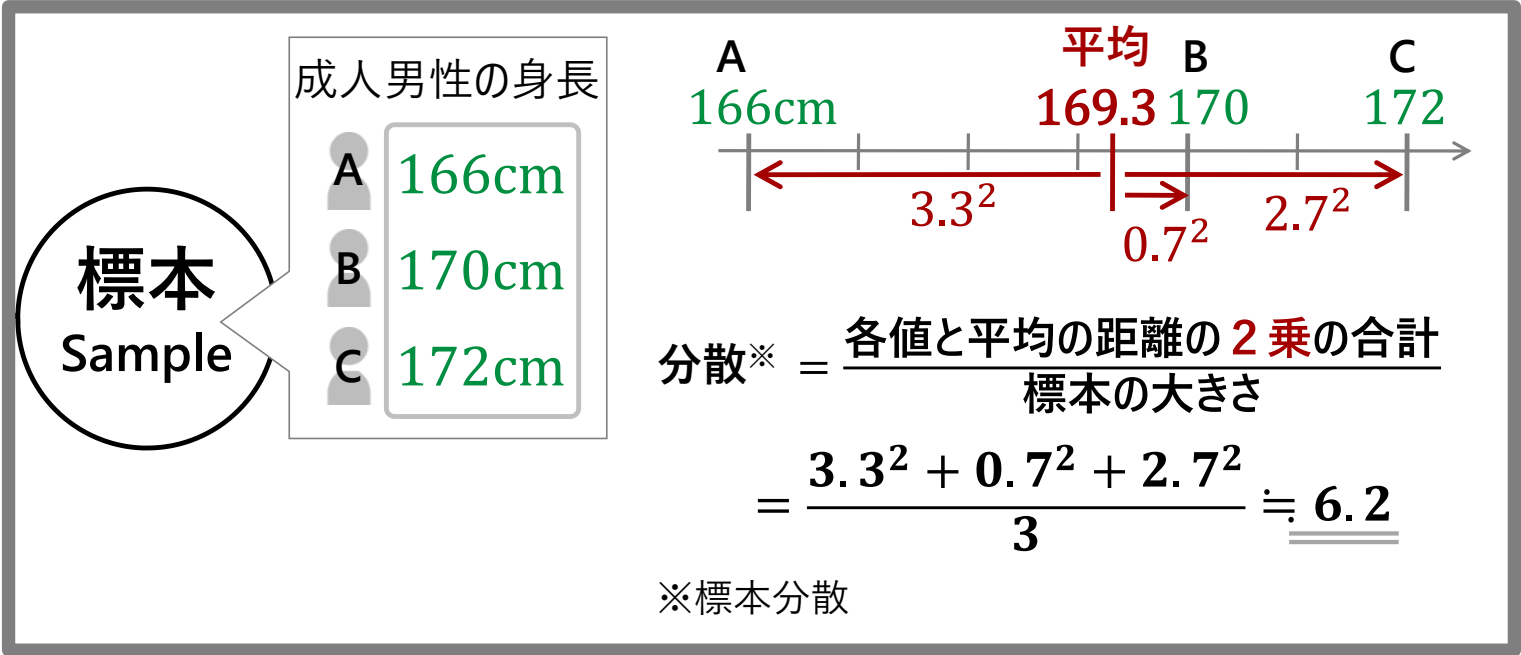 標本
Sample
成人男性の身長
A 166cm
B 170cm
C 172cm
A 平均 B C
166cm 169.3 170 172
3.3² 0.7² 2.7²
分散※ = 各値と平均の距離の2乗の合計
標本の大きさ
= 3.3² + 0.7² + 2.7²
3
≒ 6.2
※標本分散